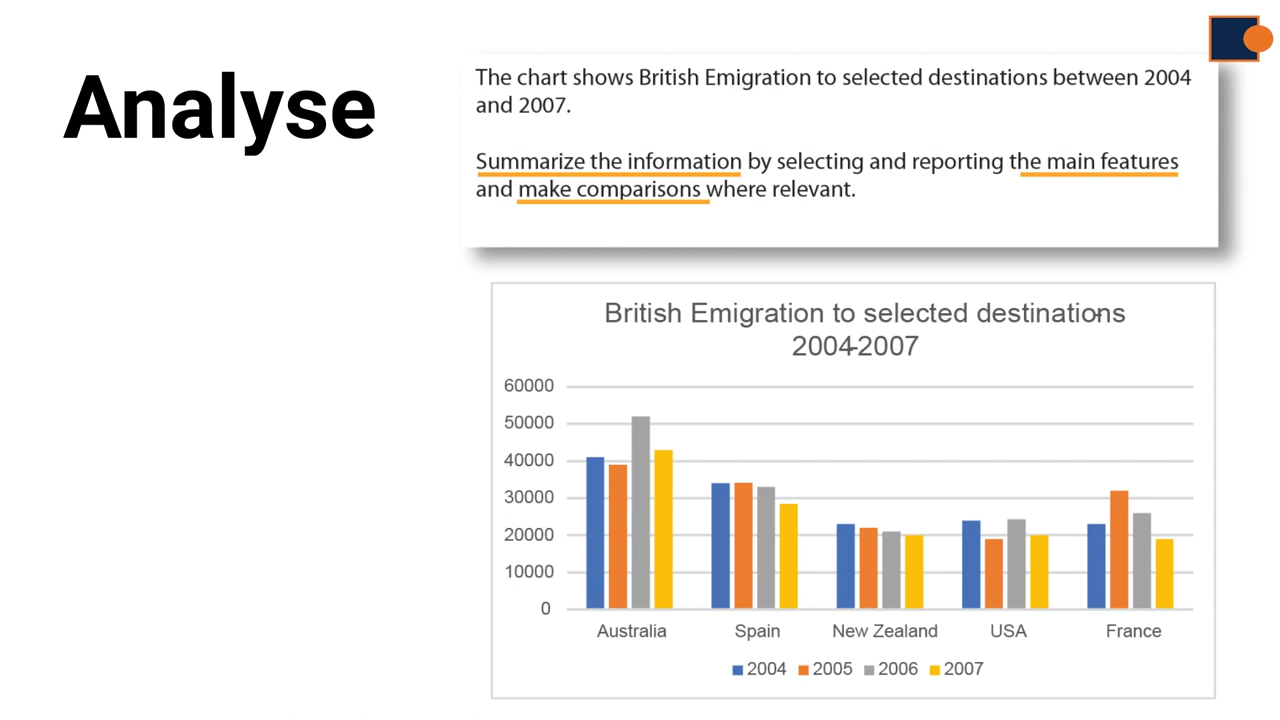 Analyse
The chart shows British Emigration to selected destinations between 2004
and 2007.
Summarize the information by selecting and reporting the main features
and make comparisons where relevant.
British Emigration to selected destinations
2004-2007
60000
50000
40000
30000
20000
10000
0
Australia Spain New Zealand USA France
2004 2005 2006 2007